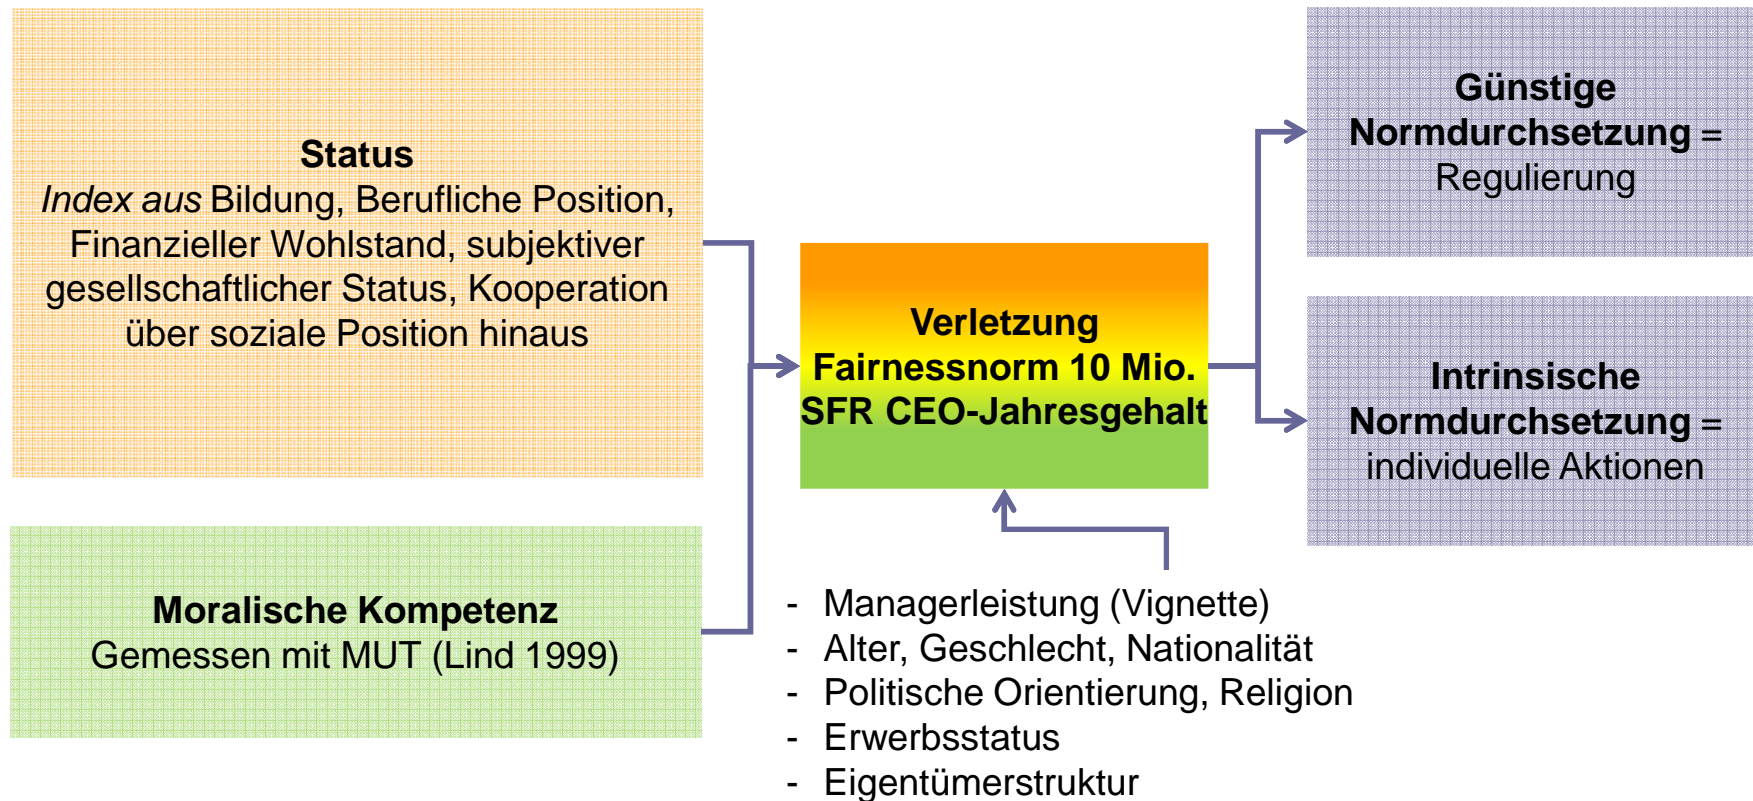 Status
Index aus Bildung, Berufliche Position,
Finanzieller Wohlstand, subjektiver
gesellschaftlicher Status, Kooperation
über soziale Position hinaus
Moralische Kompetenz
Gemessen mit MUT (Lind 1999)
Verletzung
Fairnessnorm 10 Mio.
SFR CEO-Jahresgehalt
- Managerleistung (Vignette)
- Alter, Geschlecht, Nationalität
- Politische Orientierung, Religion
- Erwerbsstatus
- Eigentümerstruktur
Günstige
Normdurchsetzung =
Regulierung
Intrinsische
Normdurchsetzung =
individuelle Aktionen